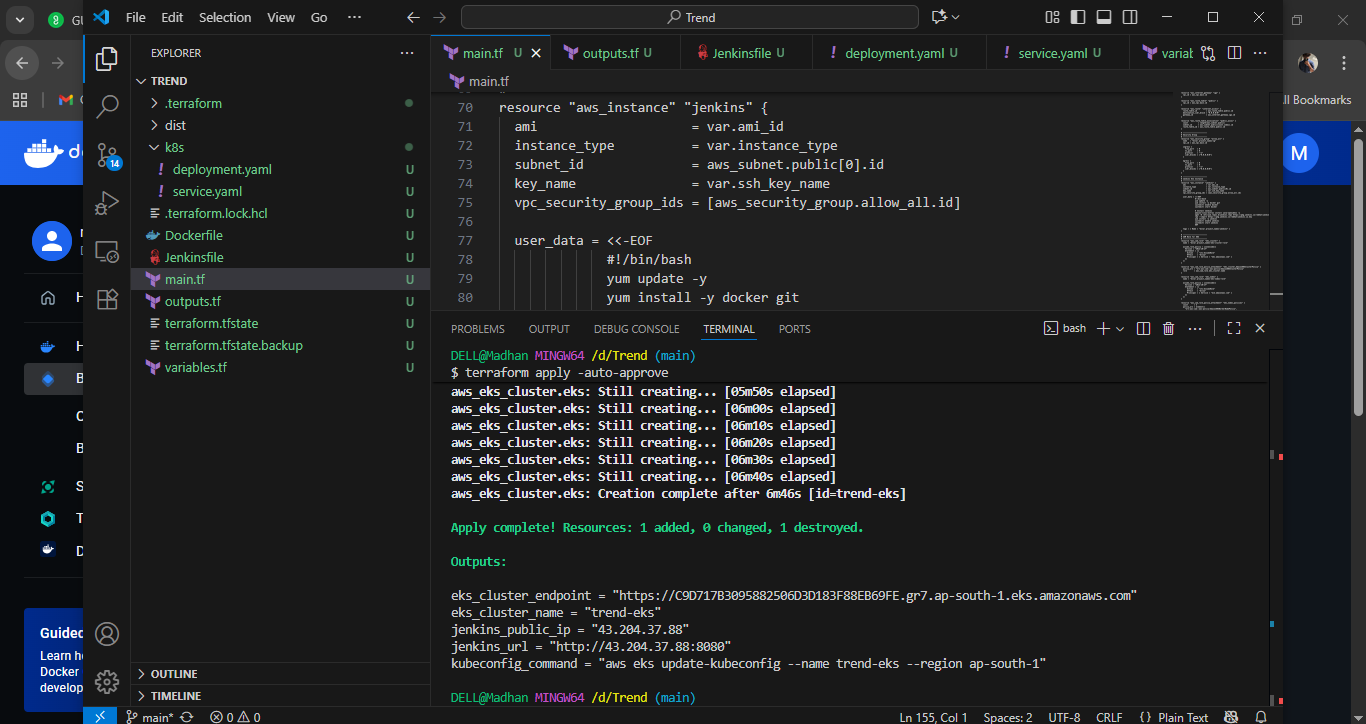 File Edit Selection View Go ···
Trend
EXPLORER
TREND
.terraform
dist
k8s
deployment.yaml U
service.yaml U
.terraform.lock.hcl U
Dockerfile U
Jenkinsfile U
main.tf U
outputs.tf U
terraform.tfstate U
terraform.tfstate.backup U
variables.tf U
OUTLINE
TIMELINE
14
main.tf U
outputs.tf U
Jenkinsfile U
deployment.yaml U
service.yaml U
main.tf
70 resource "aws_instance" "jenkins" {
71 ami = var.ami_id
72 instance_type = var.instance_type
73 subnet_id = aws_subnet.public[0].id
74 key_name = var.ssh_key_name
75 vpc_security_group_ids = [aws_security_group.allow_all.id]
76
77 user_data = <<-EOF
78 #!/bin/bash
79 yum update -y
80 yum install -y docker git
PROBLEMS OUTPUT DEBUG CONSOLE TERMINAL PORTS
bash
DELL@Madhan MINGW64 /d/Trend (main)
$ terraform apply -auto-approve
aws_eks_cluster.eks: Still creating... [05m50s elapsed]
aws_eks_cluster.eks: Still creating... [06m00s elapsed]
aws_eks_cluster.eks: Still creating... [06m10s elapsed]
aws_eks_cluster.eks: Still creating... [06m20s elapsed]
aws_eks_cluster.eks: Still creating... [06m30s elapsed]
aws_eks_cluster.eks: Still creating... [06m40s elapsed]
aws_eks_cluster.eks: Creation complete after 6m46s [id=trend-eks]
Apply complete! Resources: 1 added, 0 changed, 1 destroyed.
Outputs:
eks_cluster_endpoint = "https://C9D717B3095882506D3D183F88EB69FE.gr7.ap-south-1.eks.amazonaws.com"
eks_cluster_name = "trend-eks"
jenkins_public_ip = "43.204.37.88"
jenkins_url = "http://43.204.37.88:8080"
kubeconfig_command = "aws eks update-kubeconfig --name trend-eks --region ap-south-1"
DELL@Madhan MINGW64 /d/Trend (main)
main* 0 0
Ln 155, Col 1 Spaces: 2 UTF-8 CRLF {} Plain Text
Bookmarks
M
Learn
Docker